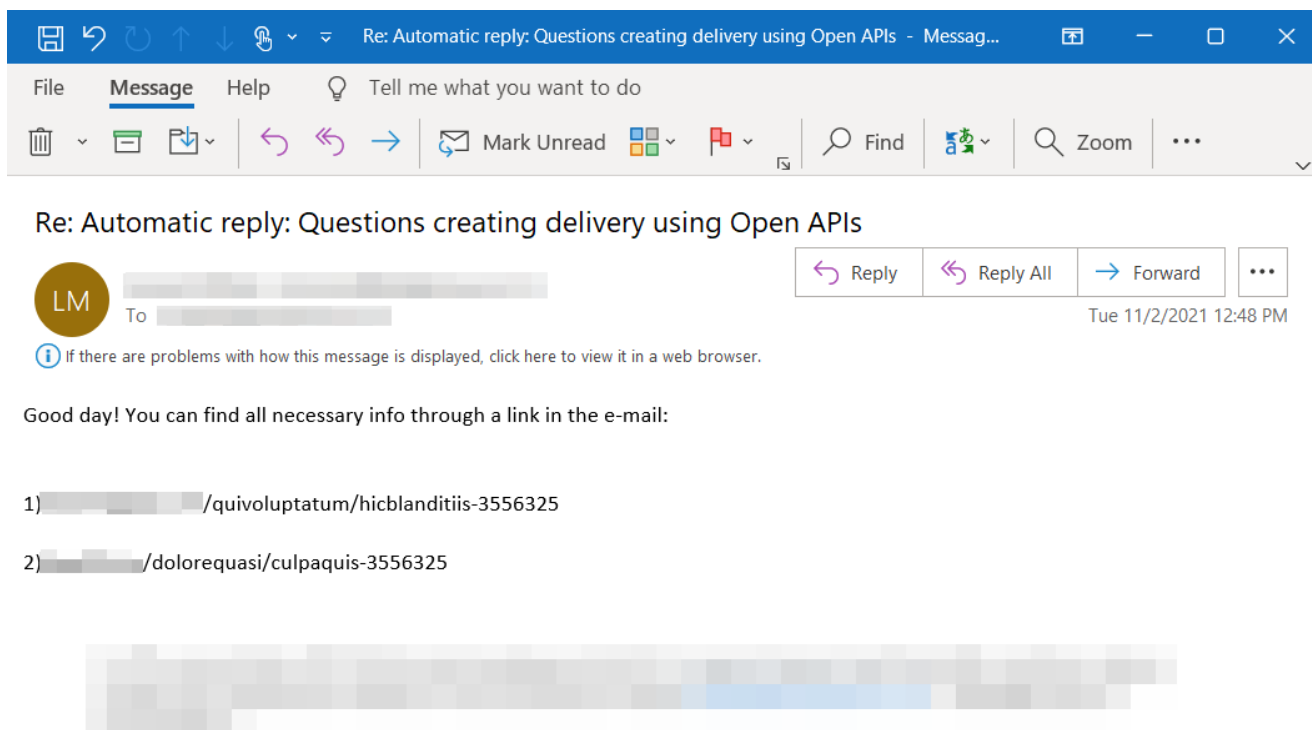 Re: Automatic reply: Questions creating delivery using Open APIs - Messag...
File Message Help Tell me what you want to do
Mark Unread Find Zoom
Re: Automatic reply: Questions creating delivery using Open APIs
Reply Reply All Forward
LM
To
Tue 11/2/2021 12:48 PM
If there are problems with how this message is displayed, click here to view it in a web browser.
Good day! You can find all necessary info through a link in the e-mail:
1) /quivoluptatum/hicblanditiis-3556325
2) /dolorequasi/culpaquis-3556325